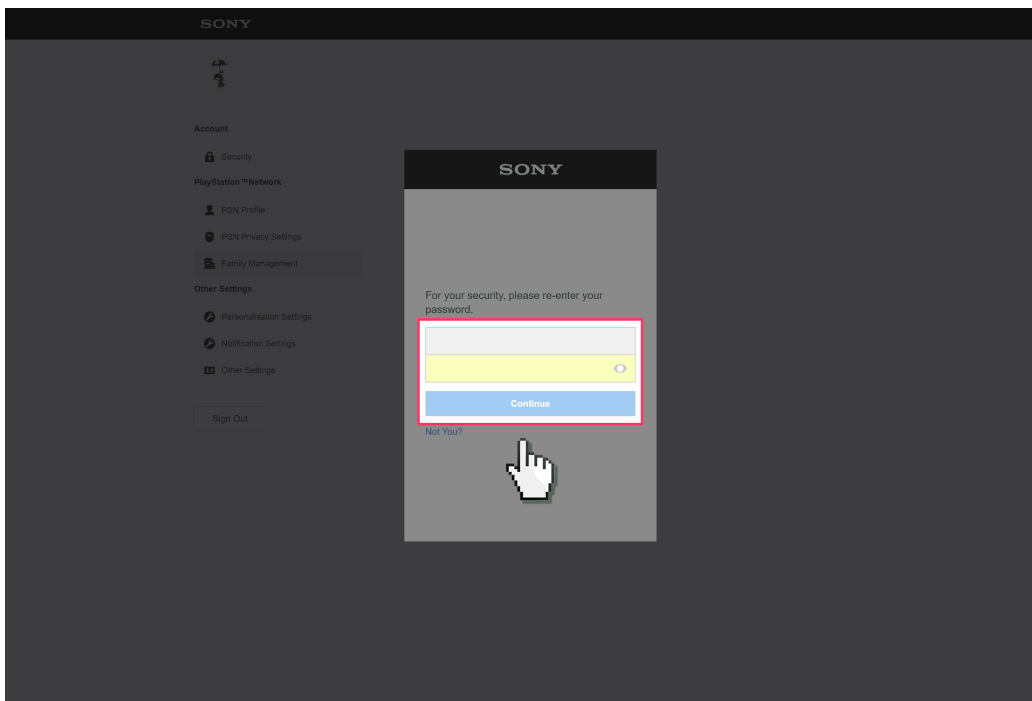 SONY
Account
Security
PlayStation™Network
PSN Profile
PSN Privacy Settings
Family Management
Other Settings
Personalisation Settings
Notification Settings
Other Settings
Sign Out
SONY
For your security, please re-enter your
password.
Continue
Not You?